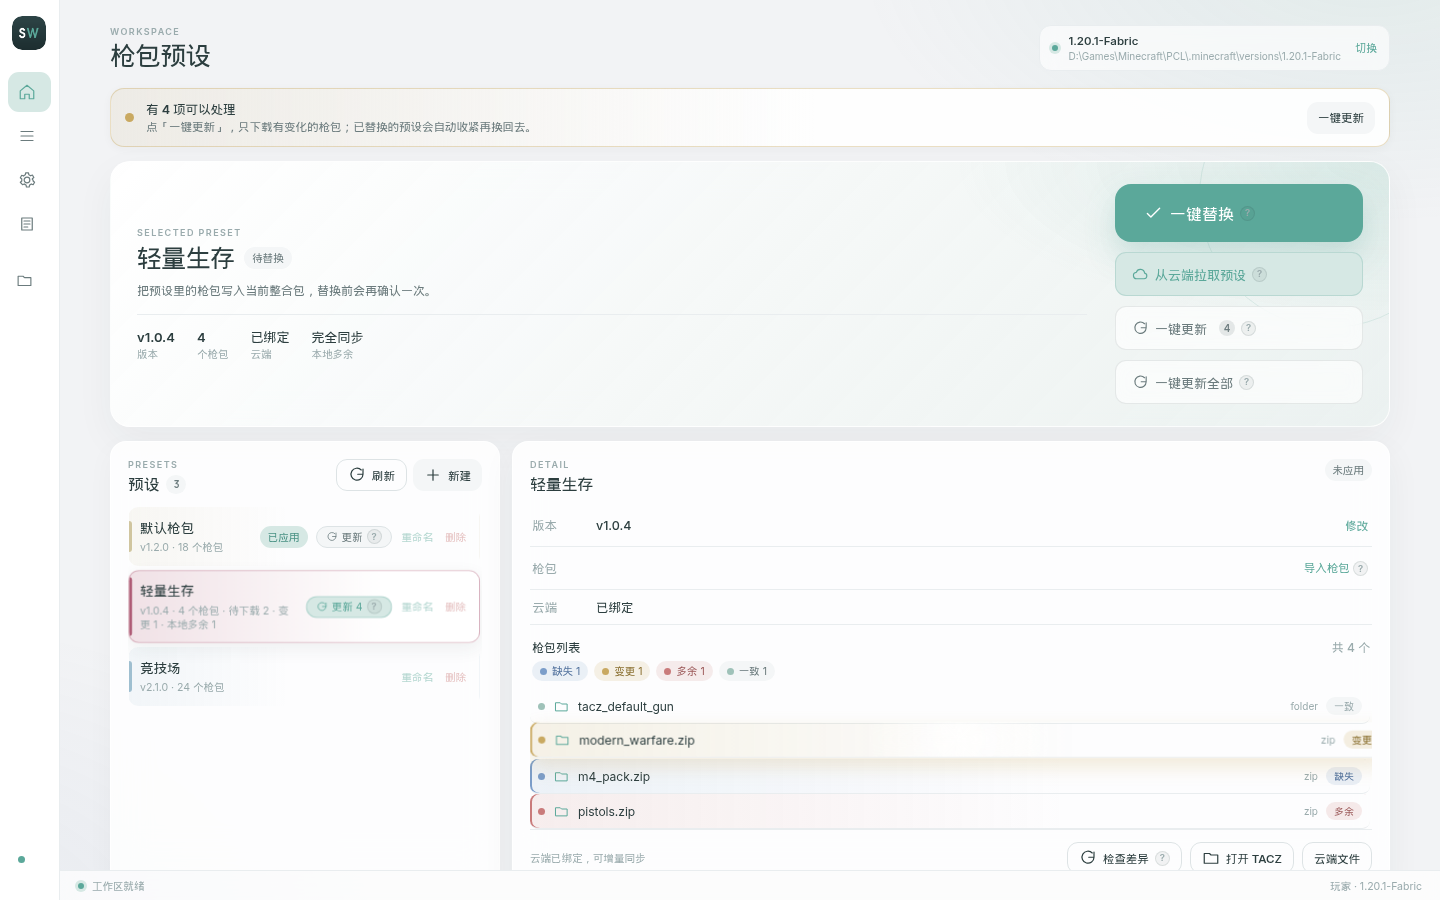 SW
WORKSPACE
枪包预设
1.20.1-Fabric
D:\Games\Minecraft\PCL\.minecraft\versions\1.20.1-Fabric
切换
有 4 项可以处理
点「一键更新」，只下载有变化的枪包；已替换的预设会自动收紧再换回去。
一键更新
SELECTED PRESET
轻量生存
待替换
把预设里的枪包写入当前整合包，替换前会再确认一次。
v1.0.4
版本
4
个枪包
已绑定
云端
完全同步
本地多余
一键替换 ?
从云端拉取预设 ?
一键更新 4 ?
一键更新全部 ?
PRESETS
预设 3
刷新
新建
默认枪包
v1.2.0 · 18 个枪包
已应用
更新 ?
重命名
删除
轻量生存
v1.0.4 · 4 个枪包 · 待下载 2 · 变
更 1 · 本地多余 1
更新 4 ?
重命名
删除
竞技场
v2.1.0 · 24 个枪包
重命名
删除
DETAIL
轻量生存
未应用
版本 v1.0.4 修改
枪包 导入枪包 ?
云端 已绑定
枪包列表 共 4 个
缺失 1
变更 1
多余 1
一致 1
tacz_default_gun folder 一致
modern_warfare.zip zip 变更
m4_pack.zip zip 缺失
pistols.zip zip 多余
云端已绑定，可增量同步
检查差异 ?
打开 TACZ
云端文件
工作区就绪
玩家 · 1.20.1-Fabric